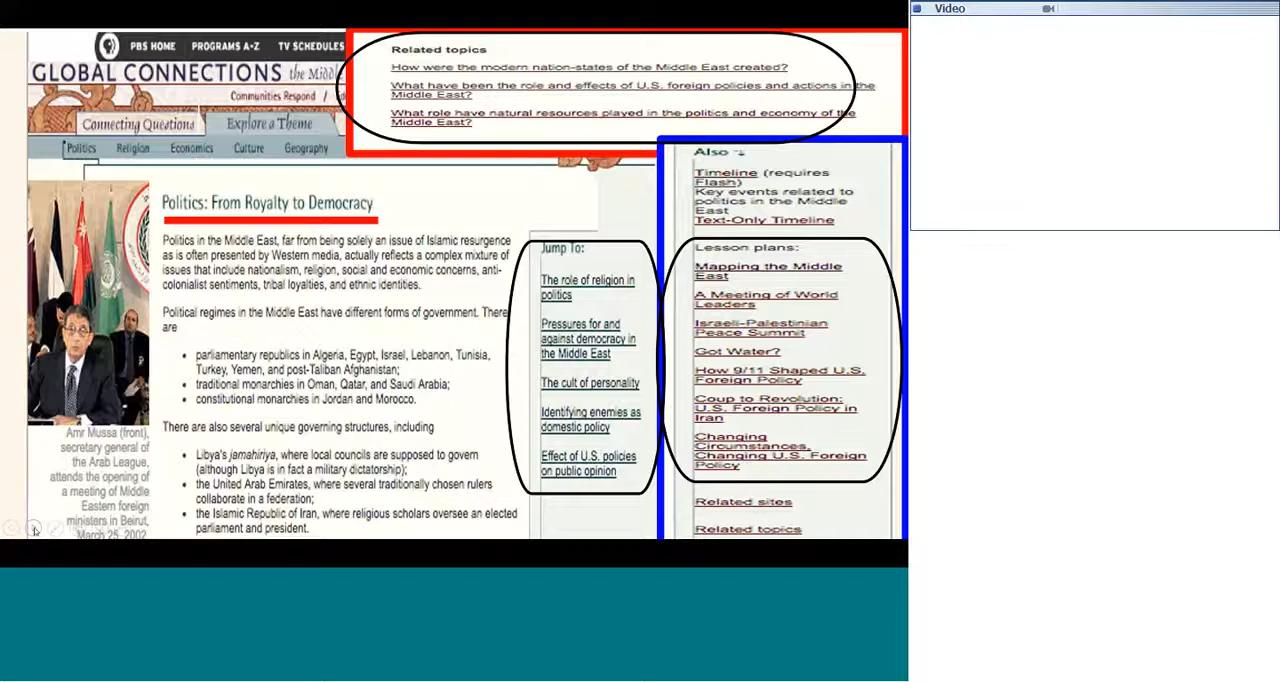 Video
PBS HOME PROGRAMS A-Z TV SCHEDULES
GLOBAL CONNECTIONS the Middl
Communities Respond /
Connecting Questions
Explore a Theme
Politics Religion Economics Culture Geography
Related topics
How were the modern nation-states of the Middle East created?
What have been the role and effects of U.S. foreign policies and actions in the
Middle East?
What role have natural resources played in the politics and economy of the
Middle East?
Politics: From Royalty to Democracy
Politics in the Middle East, far from being solely an issue of Islamic resurgence
as is often presented by Western media, actually reflects a complex mixture of
issues that include nationalism, religion, social and economic concerns, anti-
colonialist sentiments, tribal loyalties, and ethnic identities.
Political regimes in the Middle East have different forms of government. There
are
• parliamentary republics in Algeria, Egypt, Israel, Lebanon, Tunisia,
Turkey, Yemen, and post-Taliban Afghanistan;
• traditional monarchies in Oman, Qatar, and Saudi Arabia;
• constitutional monarchies in Jordan and Morocco.
There are also several unique governing structures, including
• Libya's jamahiriya, where local councils are supposed to govern
(although Libya is in fact a military dictatorship);
• the United Arab Emirates, where several traditionally chosen rulers
collaborate in a federation;
• the Islamic Republic of Iran, where religious scholars oversee an elected
parliament and president.
Amr Mussa (front),
secretary general of
the Arab League,
attends the opening of
a meeting of Middle
Eastern foreign
ministers in Beirut,
March 25, 2002
Jump To:
The role of religion in
politics
Pressures for and
against democracy in
the Middle East
The cult of personality
Identifying enemies as
domestic policy
Effect of U.S. policies
on public opinion
Also
Timeline (requires
Flash)
Key events related to
politics in the Middle
East
Text-Only Timeline
Lesson plans:
Mapping the Middle
East
A Meeting of World
Leaders
Israeli-Palestinian
Peace Summit
Got Water?
How 9/11 Shaped U.S.
Foreign Policy
Coup to Revolution:
U.S. Foreign Policy in
Iran
Changing
Circumstances,
Changing U.S. Foreign
Policy
Related sites
Related topics